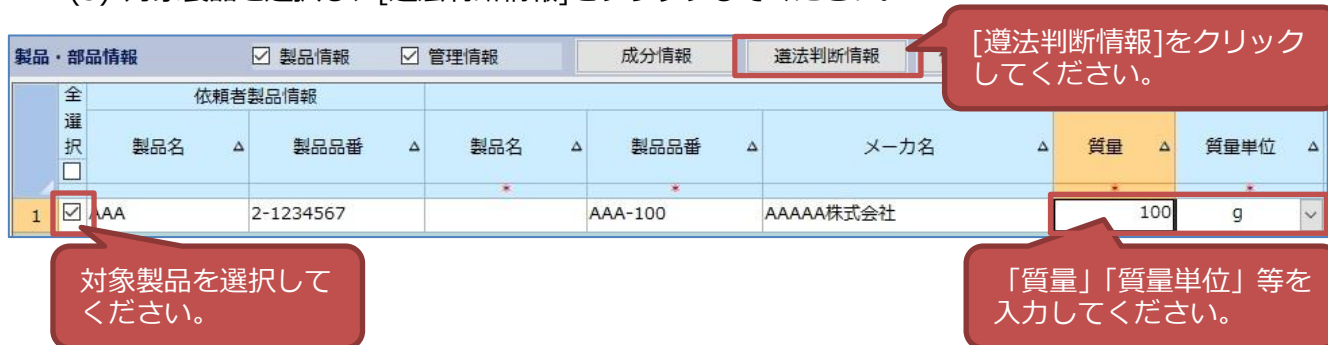 (3) 対象製品を選択し、[遵法判断情報]をクリックしてください。
[遵法判断情報]をクリック
してください。
製品・部品情報 ☑ 製品情報 ☑ 管理情報 成分情報 遵法判断情報
全選択 依頼者製品情報
製品名 △ 製品品番 △ 製品名 △ 製品品番 △ メーカ名 △ 質量 △ 質量単位 △
* * * *
1 ☑ AAA 2-1234567 AAA-100 AAAAA株式会社 100 g
対象製品を選択して
ください。
「質量」「質量単位」等を
入力してください。